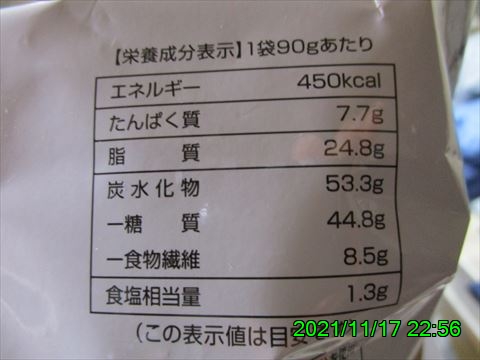 【栄養成分表示】1袋90gあたり
エネルギー 450kcal
たんぱく質 7.7g
脂 質 24.8g
炭水化物 53.3g
ー糖 質 44.8g
ー食物繊維 8.5g
食塩相当量 1.3g
(この表示値は目安
2021/11/17 22:56